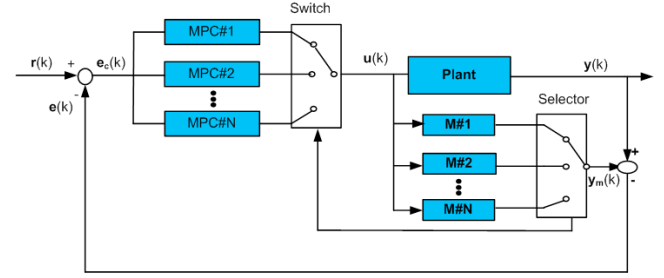 Switch
MPC#1
r(k)
+
e_c(k)
MPC#2
u(k)
Plant
y(k)
-
e(k)
Selector
MPC#N
M#1
+
M#2
y_m(k)
-
M#N